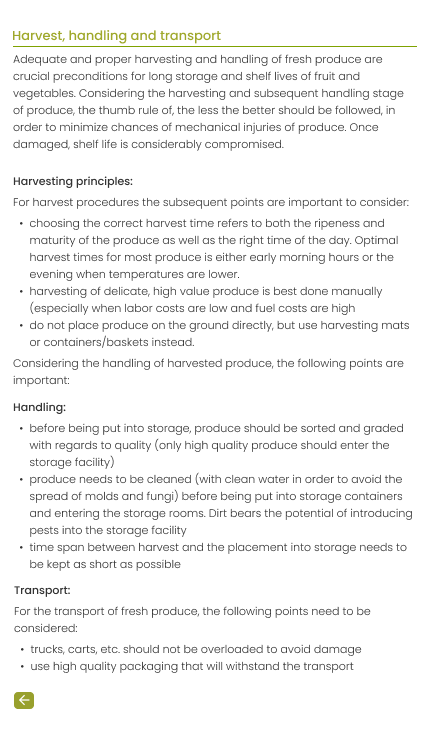 Harvest, handling and transport
Adequate and proper harvesting and handling of fresh produce are
crucial preconditions for long storage and shelf lives of fruit and
vegetables. Considering the harvesting and subsequent handling stage
of produce, the thumb rule of, the less the better should be followed, in
order to minimize chances of mechanical injuries of produce. Once
damaged, shelf life is considerably compromised.
Harvesting principles:
For harvest procedures the subsequent points are important to consider:
• choosing the correct harvest time refers to both the ripeness and
maturity of the produce as well as the right time of the day. Optimal
harvest times for most produce is either early morning hours or the
evening when temperatures are lower.
• harvesting of delicate, high value produce is best done manually
(especially when labor costs are low and fuel costs are high
• do not place produce on the ground directly, but use harvesting mats
or containers/baskets instead.
Considering the handling of harvested produce, the following points are
important:
Handling:
• before being put into storage, produce should be sorted and graded
with regards to quality (only high quality produce should enter the
storage facility)
• produce needs to be cleaned (with clean water in order to avoid the
spread of molds and fungi) before being put into storage containers
and entering the storage rooms. Dirt bears the potential of introducing
pests into the storage facility
• time span between harvest and the placement into storage needs to
be kept as short as possible
Transport:
For the transport of fresh produce, the following points need to be
considered:
• trucks, carts, etc. should not be overloaded to avoid damage
• use high quality packaging that will withstand the transport